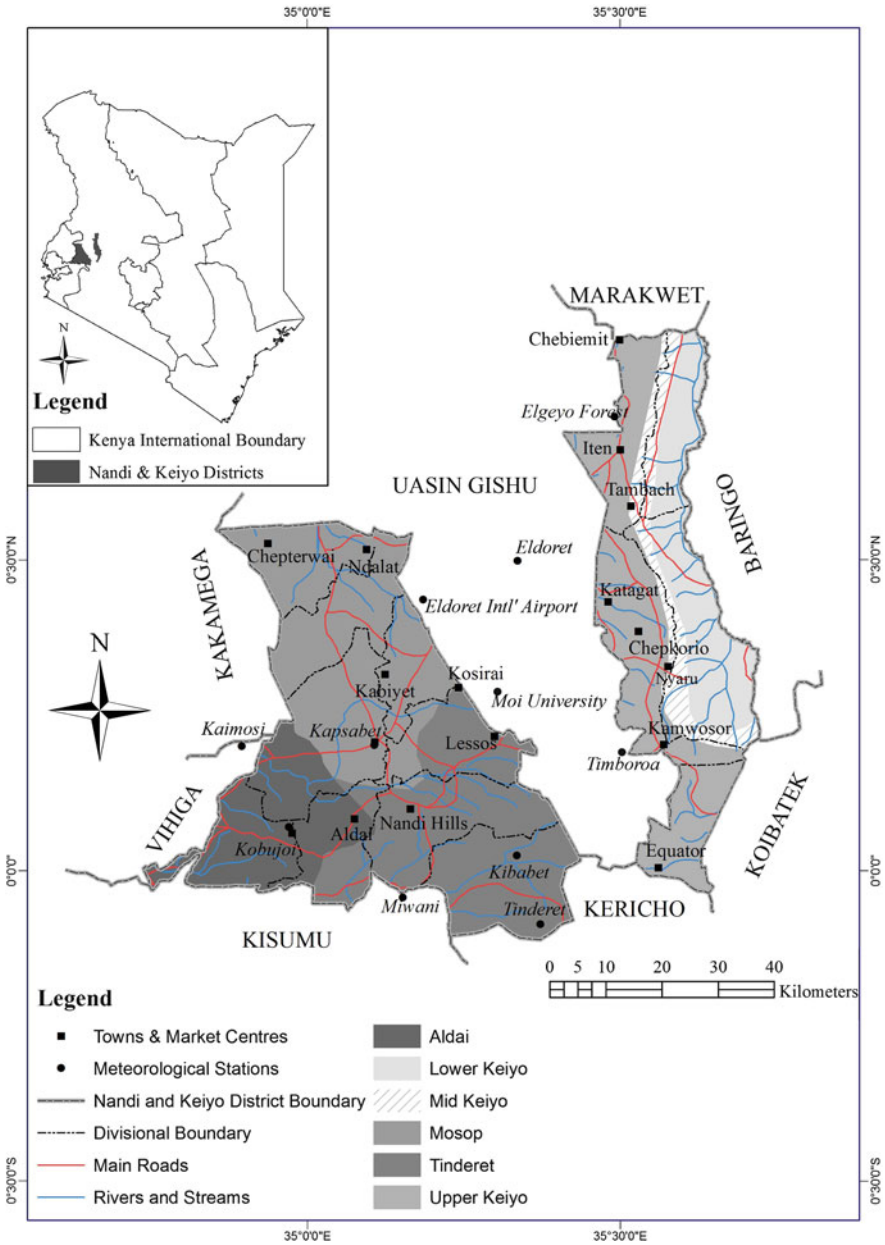 35°0'0"E
35°30'0"E
N
Legend
Kenya International Boundary
Nandi & Keiyo Districts
MARAKWET
Chebiemit
Elgeyo Forest
Iten
UASIN GISHU
Tambach
BARINGO
0°30'0"N
0°30'0"N
Chepterwai
Ndalat
Eldoret
Katagat
Eldoret Intl' Airport
KAKAMEGA
Chepkorio
N
Nyaru
Kabiyet
Kosirai
Moi University
Kaimosi
Kapsabet
Lessos
Kamwosor
Timboroa
VIHIGA
Nandi Hills
Aldai
Kobujoi
KOIBATEK
Equator
Kibabet
0°0'0"
0°0'0"
Miwani
Tinderet
KERICHO
KISUMU
0 5 10 20 30 40
Kilometers
Legend
Towns & Market Centres
Meteorological Stations
Nandi and Keiyo District Boundary
Divisional Boundary
Main Roads
Rivers and Streams
Aldai
Lower Keiyo
Mid Keiyo
Mosop
Tinderet
Upper Keiyo
0°30'0"S
0°30'0"S
35°0'0"E
35°30'0"E